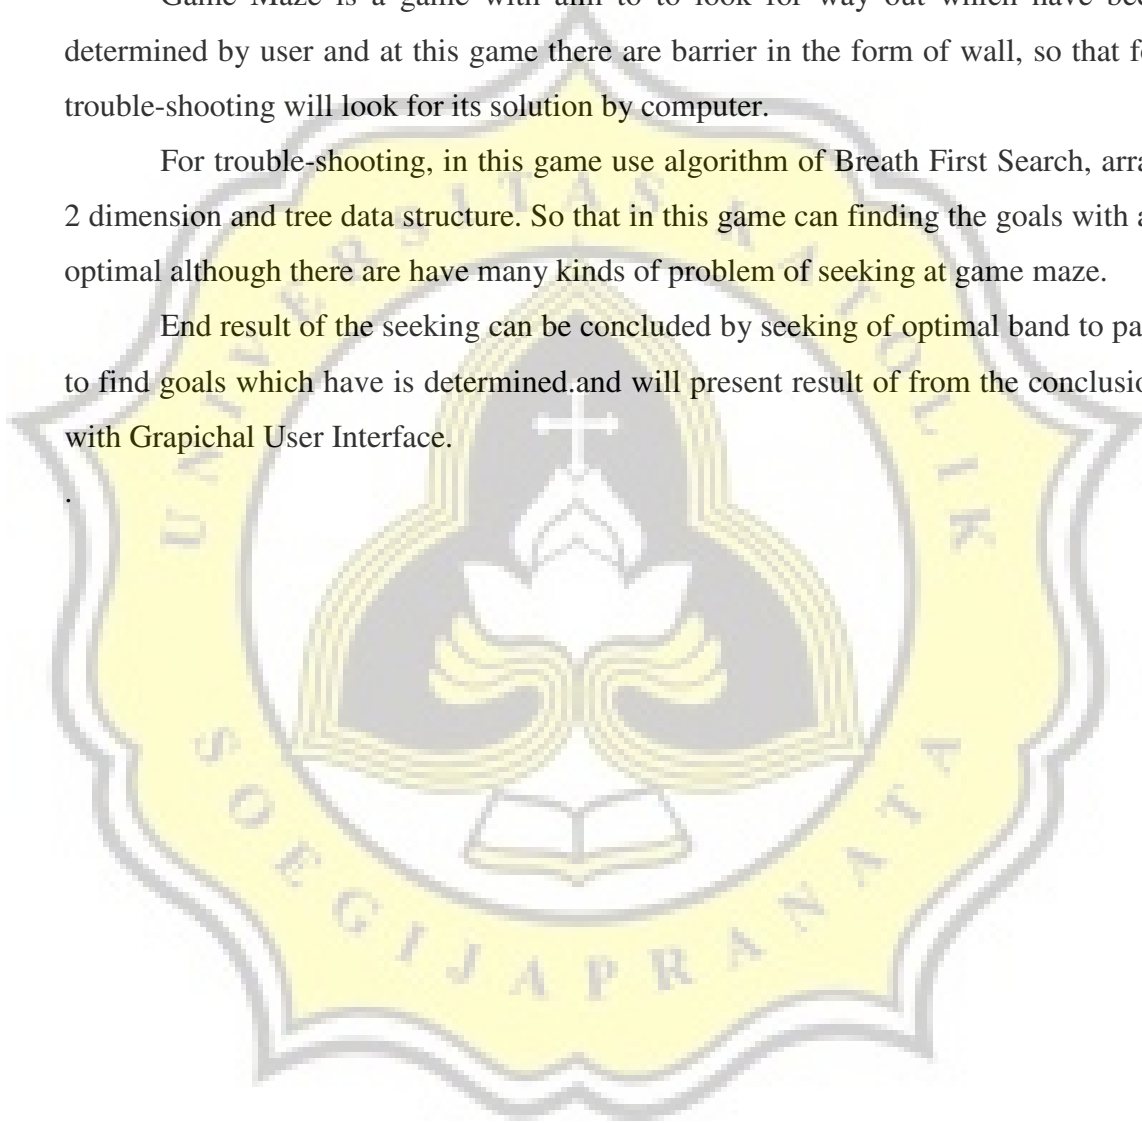 Game Maze is a game with aim to to look for way out which have bee
determined by user and at this game there are barrier in the form of wall, so that fo
trouble-shooting will look for its solution by computer.
For trouble-shooting, in this game use algorithm of Breath First Search, arra
2 dimension and tree data structure. So that in this game can finding the goals with a
optimal although there are have many kinds of problem of seeking at game maze.
End result of the seeking can be concluded by seeking of optimal band to pa
to find goals which have is determined.and will present result of from the conclusio
with Grapichal User Interface.
.
UNIVERSITAS KATOLIK
SOEGIJAPRANATA